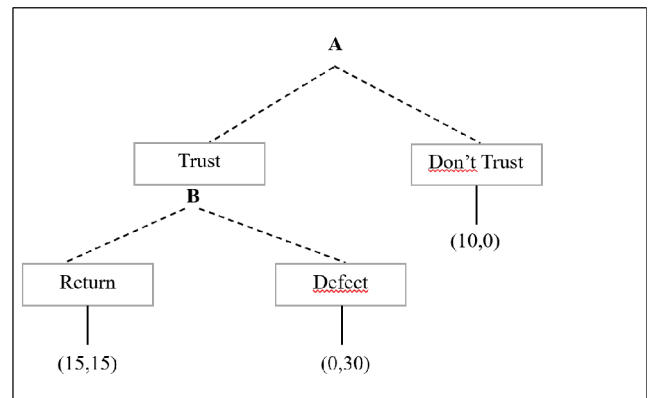 A
Trust
Don't Trust
B
(10,0)
Return
Defect
(15,15)
(0,30)